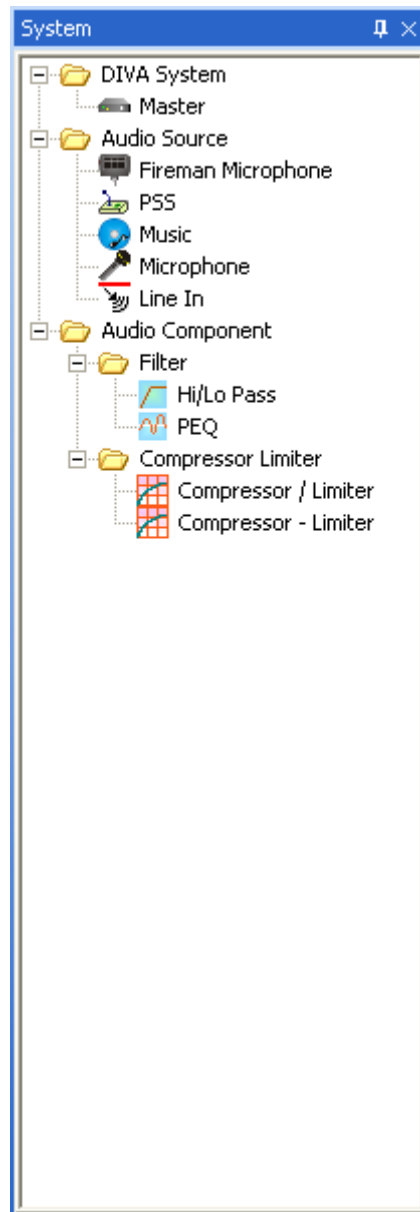 System
DIVA System
Master
Audio Source
Fireman Microphone
PSS
Music
Microphone
Line In
Audio Component
Filter
Hi/Lo Pass
PEQ
Compressor Limiter
Compressor / Limiter
Compressor - Limiter